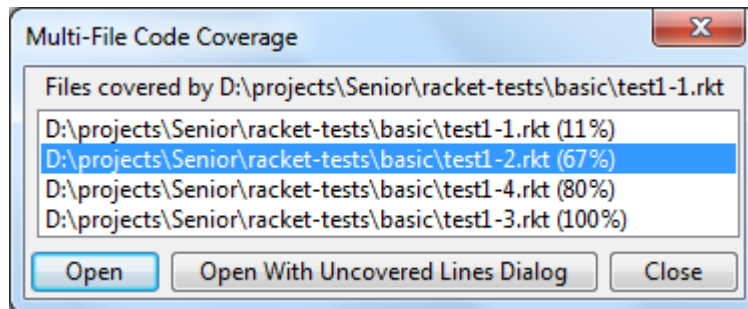 Multi-File Code Coverage
Files covered by D:\projects\Senior\racket-tests\basic\test1-1.rkt
D:\projects\Senior\racket-tests\basic\test1-1.rkt (11%)
D:\projects\Senior\racket-tests\basic\test1-2.rkt (67%)
D:\projects\Senior\racket-tests\basic\test1-4.rkt (80%)
D:\projects\Senior\racket-tests\basic\test1-3.rkt (100%)
Open Open With Uncovered Lines Dialog Close